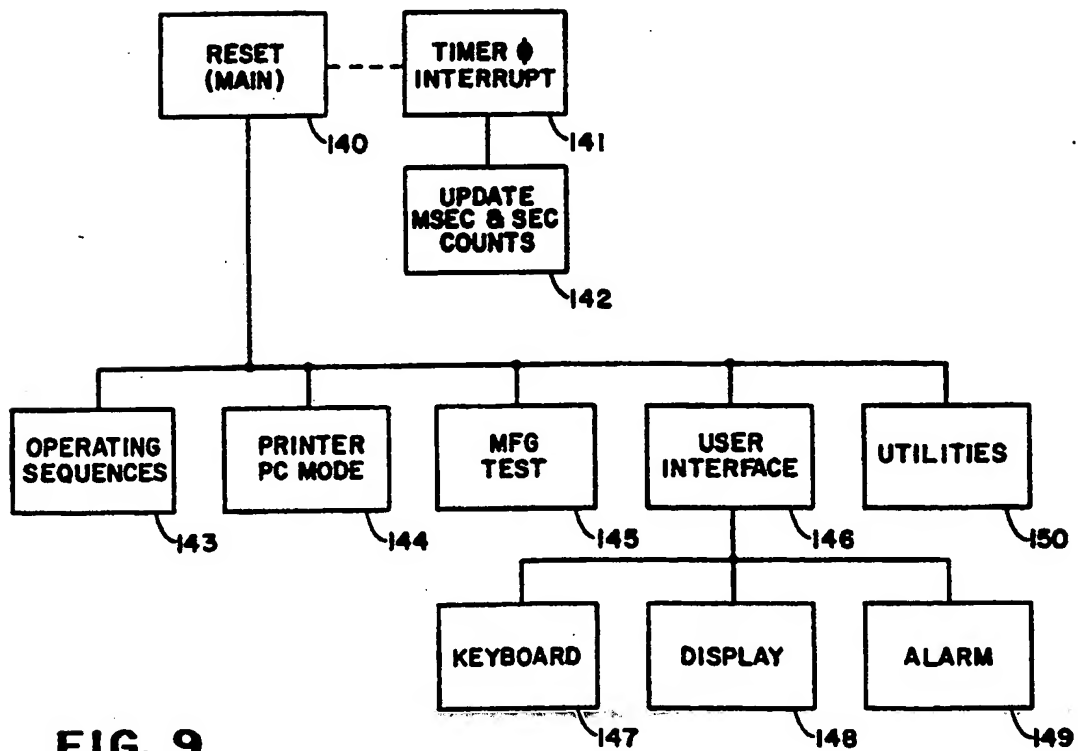 RESET
(MAIN)
140
TIMER ϕ
INTERRUPT
141
UPDATE
MSEC & SEC
COUNTS
142
OPERATING
SEQUENCES
143
PRINTER
PC MODE
144
MFG
TEST
145
USER
INTERFACE
146
UTILITIES
150
KEYBOARD
147
DISPLAY
148
ALARM
149
FIG. 9